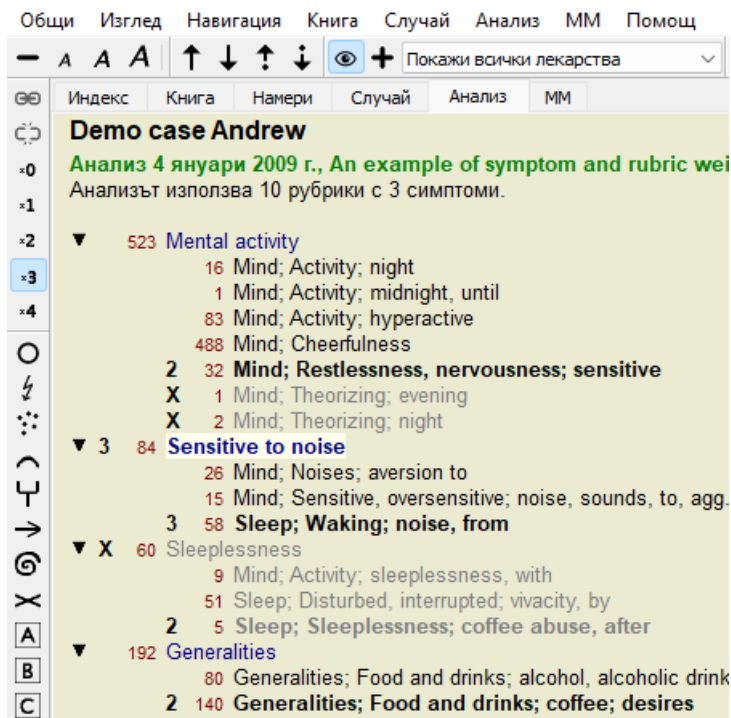 Общи Изглед Навигация Книга Случай Анализ ММ Помощ
A A A Покажи всички лекарства
Индекс Книга Намери Случай Анализ ММ
Demo case Andrew
×0 Анализ 4 януари 2009 г., An example of symptom and rubric wei
Анализът използва 10 рубрики с 3 симптоми.
×1
×2 ▼ 523 Mental activity
×3 16 Mind; Activity; night
1 Mind; Activity; midnight, until
×4 83 Mind; Activity; hyperactive
488 Mind; Cheerfulness
2 32 Mind; Restlessness, nervousness; sensitive
X 1 Mind; Theorizing; evening
X 2 Mind; Theorizing; night
▼ 3 84 Sensitive to noise
26 Mind; Noises; aversion to
15 Mind; Sensitive, oversensitive; noise, sounds, to, agg.
3 58 Sleep; Waking; noise, from
▼ X 60 Sleeplessness
9 Mind; Activity; sleeplessness, with
51 Sleep; Disturbed, interrupted; vivacity, by
A 2 5 Sleep; Sleeplessness; coffee abuse, after
▼ 192 Generalities
B 80 Generalities; Food and drinks; alcohol, alcoholic drink
C 2 140 Generalities; Food and drinks; coffee; desires